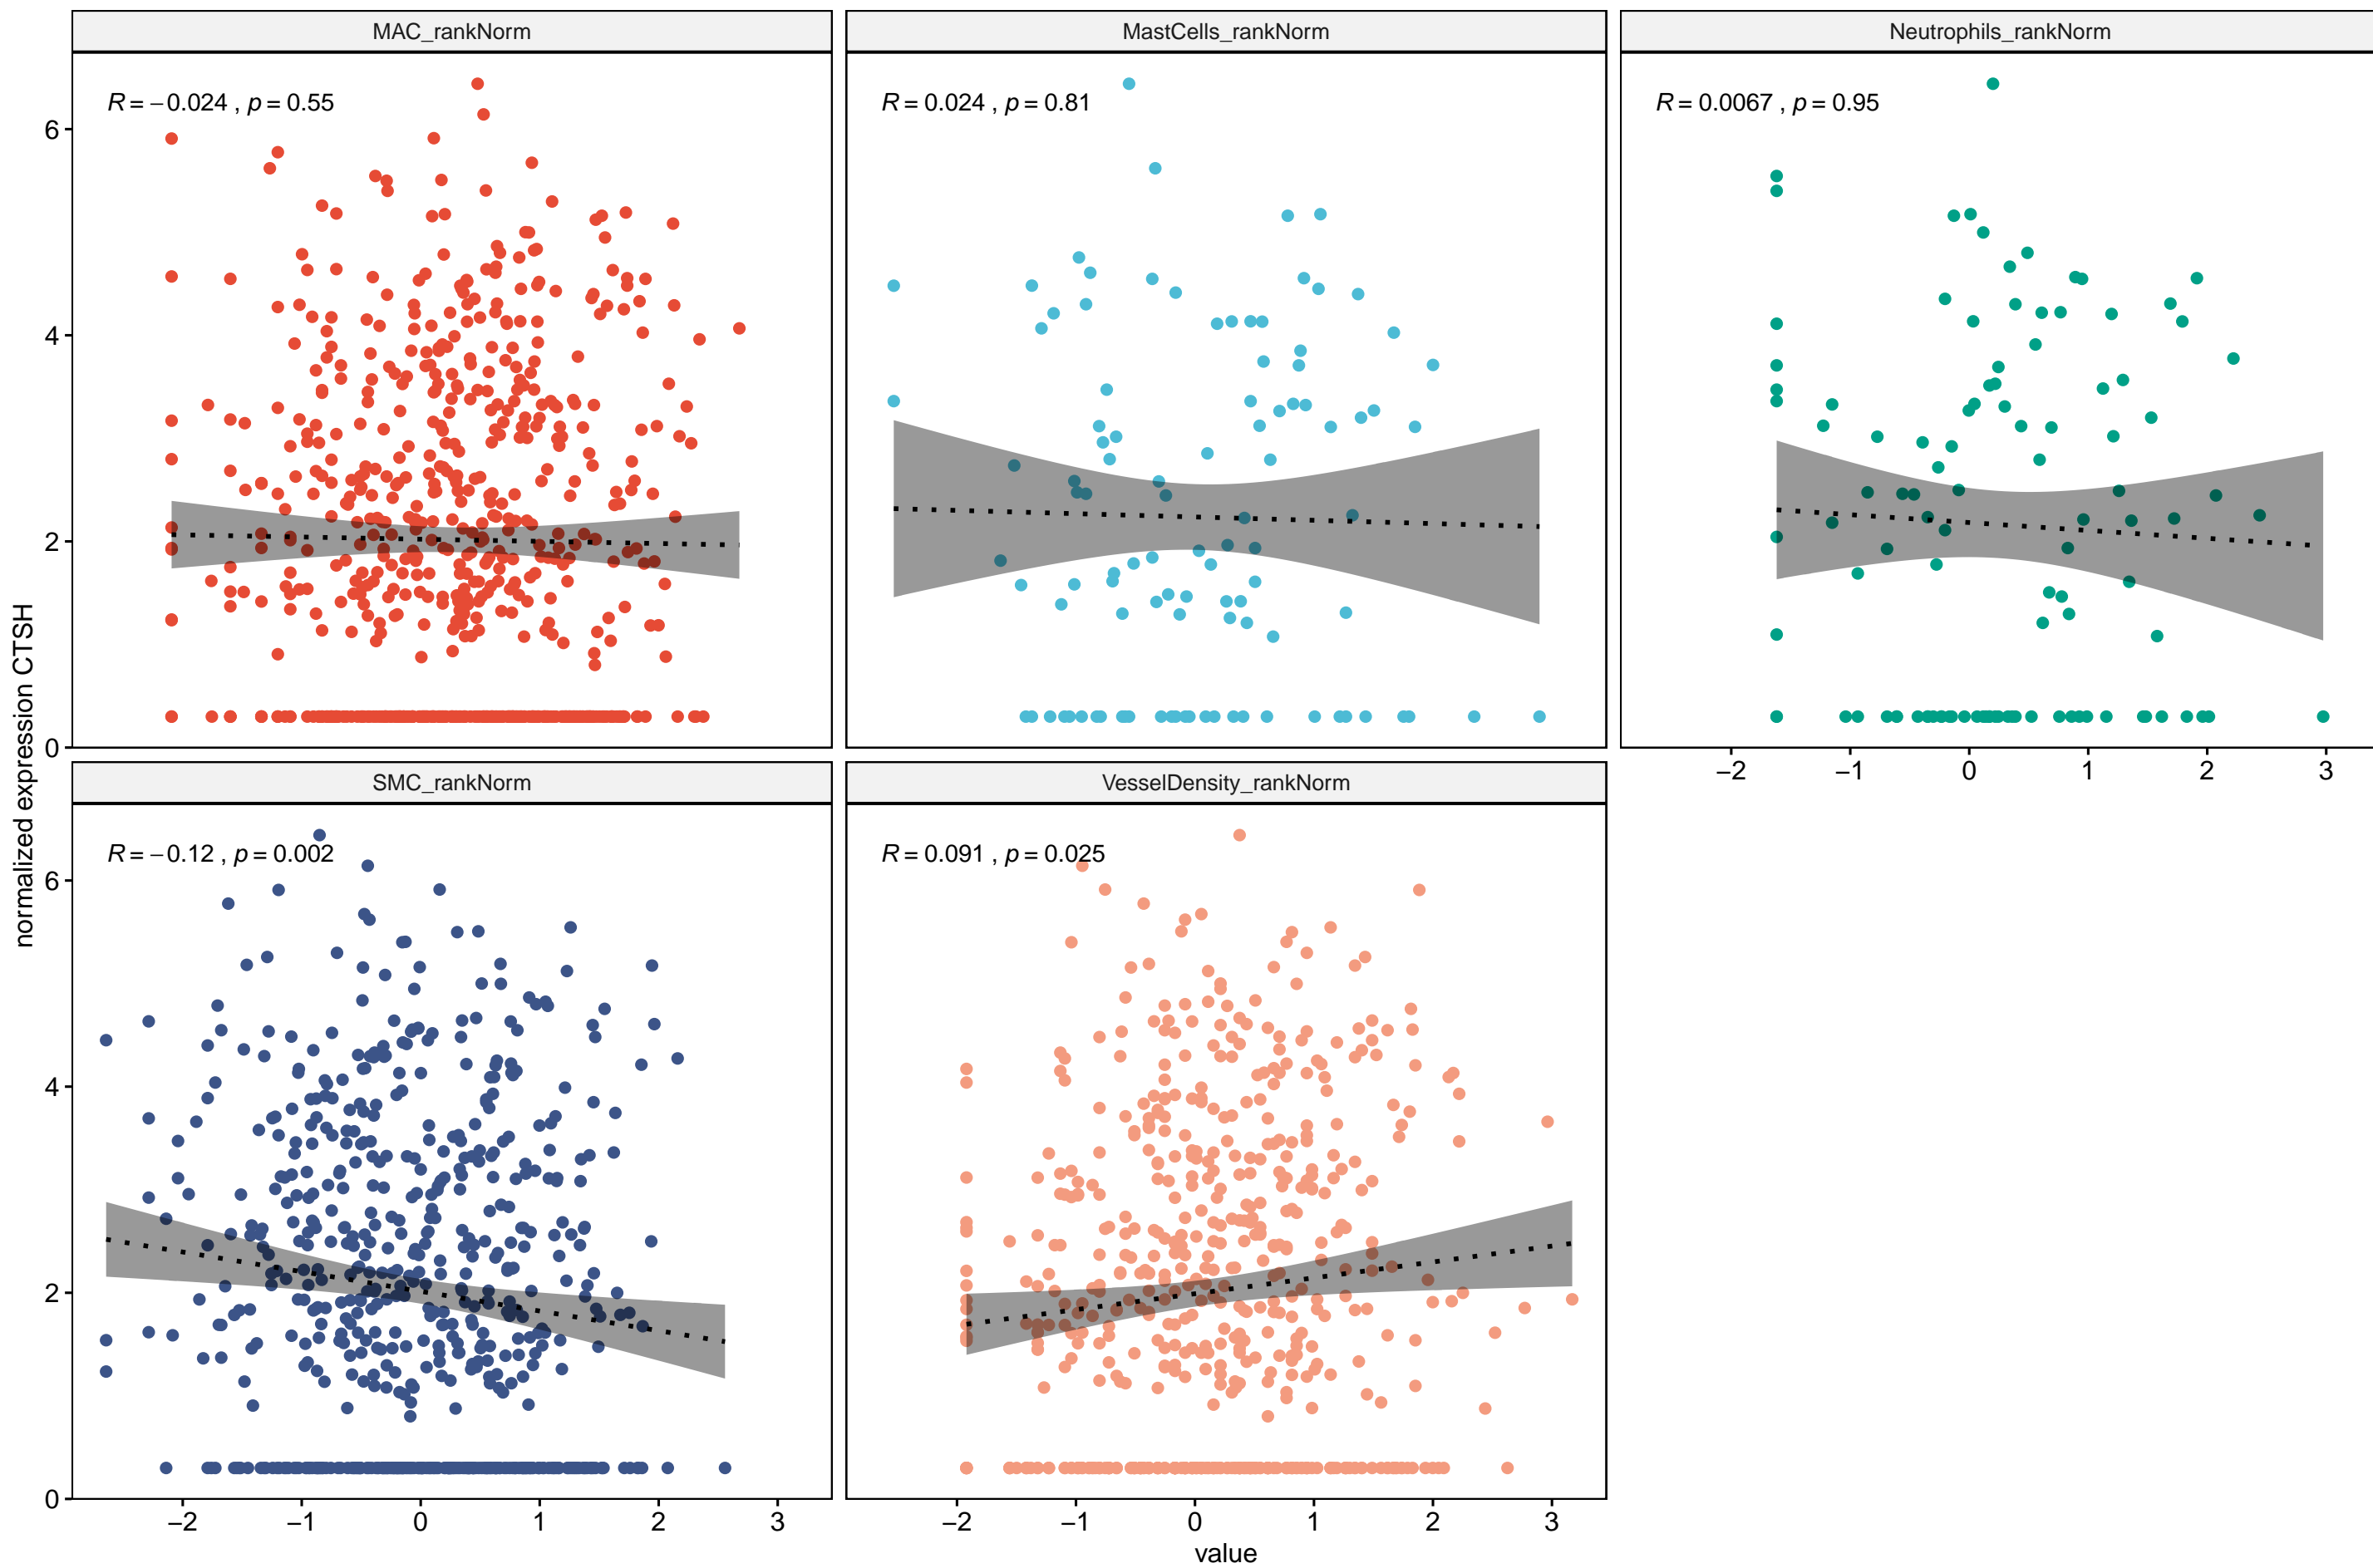 MAC_rankNorm
MastCells_rankNorm
Neutrophils_rankNorm
R = −0.024 , p = 0.55
R = 0.024 , p = 0.81
R = 0.0067 , p = 0.95
6
4
2
0
−2 −1 0 1 2 3
normalized expression CTSH
SMC_rankNorm
VesselDensity_rankNorm
R = −0.12 , p = 0.002
R = 0.091 , p = 0.025
6
4
2
0
−2 −1 0 1 2 3
−2 −1 0 1 2 3
value